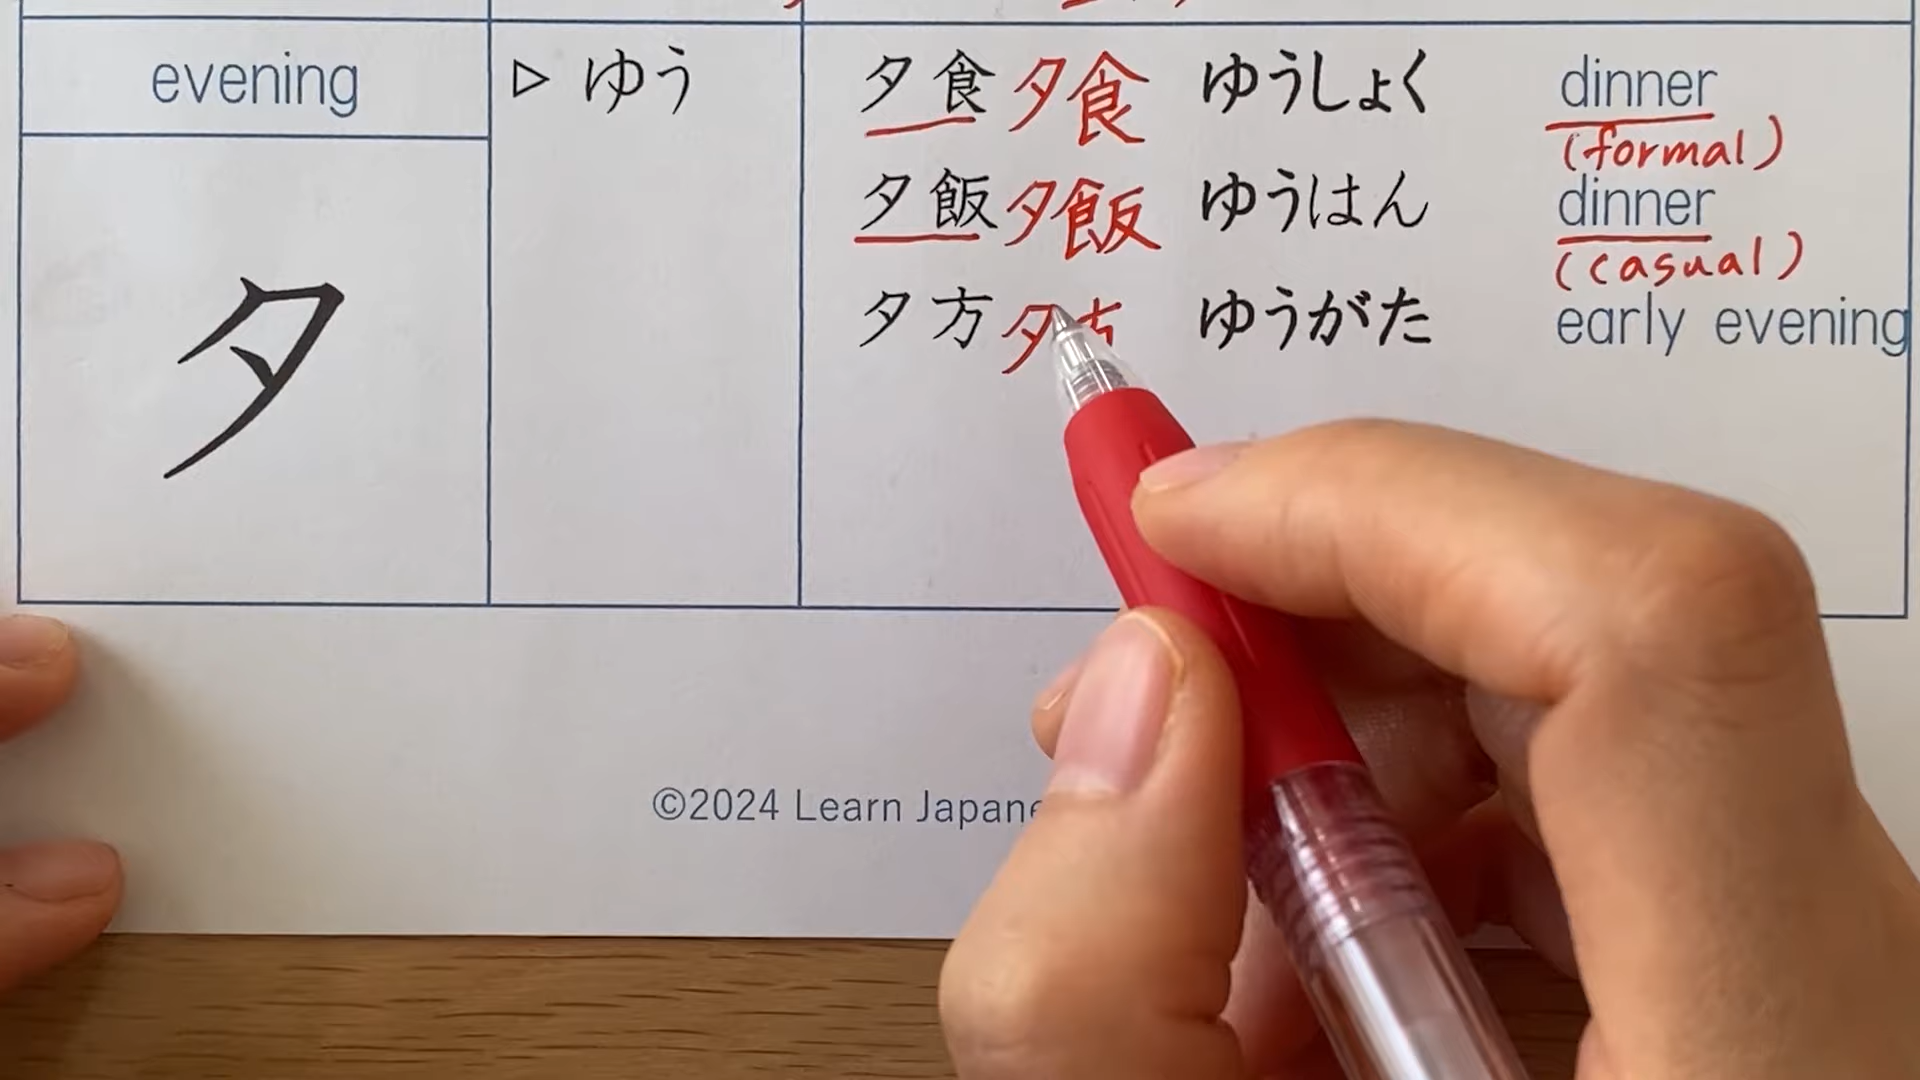 evening
▷ ゆう
夕
夕食 夕食 ゆうしょく dinner
(formal)
夕飯 夕飯 ゆうはん dinner
(casual)
夕方 夕方 ゆうがた early evening
©2024 Learn